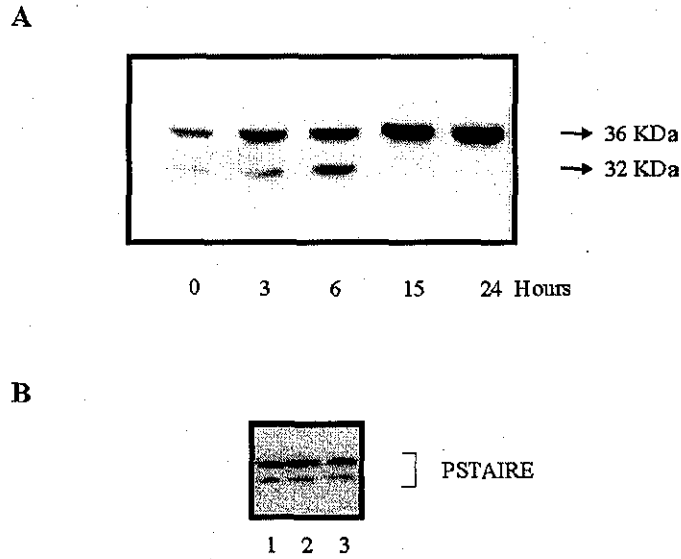 A
→ 36 KDa
→ 32 KDa
0 3 6 15 24 Hours
B
PSTAIRE
1 2 3